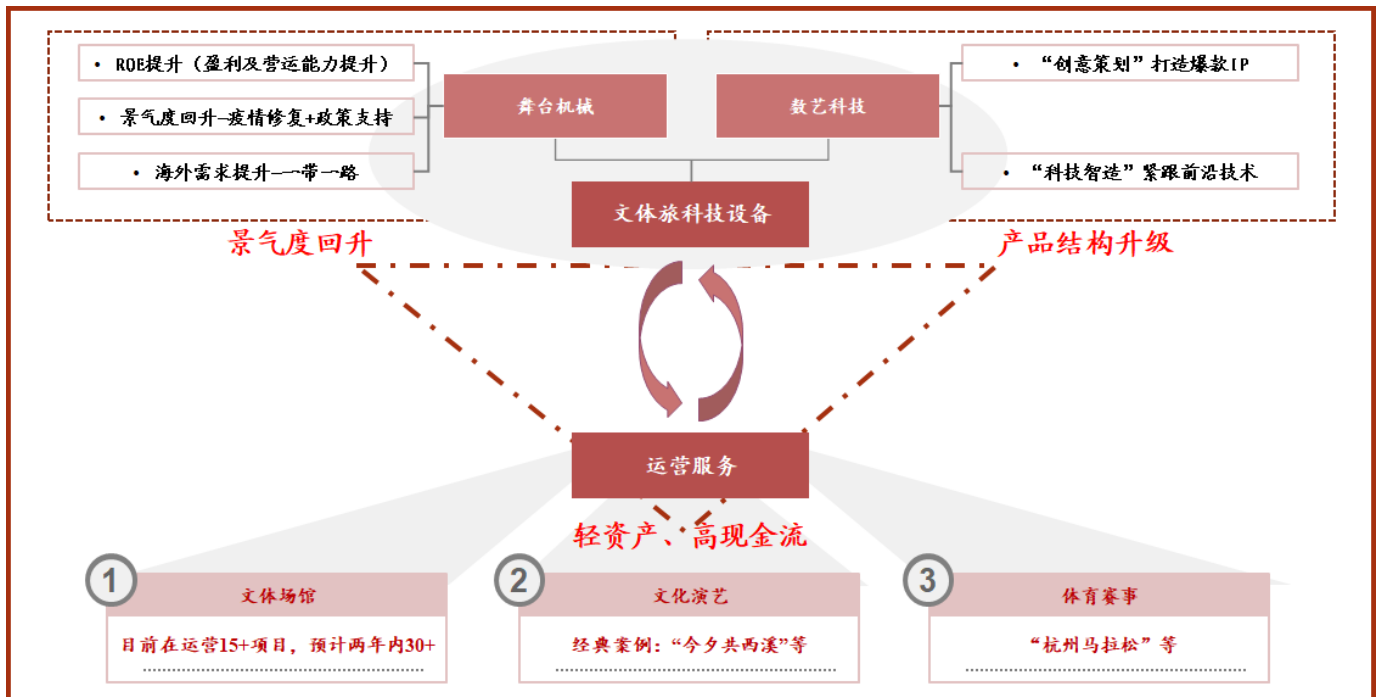 • ROE提升（盈利及营运能力提升）
• 景气度回升—疫情修复+政策支持
• 海外需求提升—一带一路
舞台机械
数艺科技
• “创意策划”打造爆款IP
• “科技智造”紧跟前沿技术
文体旅科技设备
景气度回升
产品结构升级
运营服务
轻资产、高现金流
1
文体场馆
目前在运营15+项目，预计两年内30+
2
文化演艺
经典案例：“今夕共西溪”等
3
体育赛事
“杭州马拉松”等